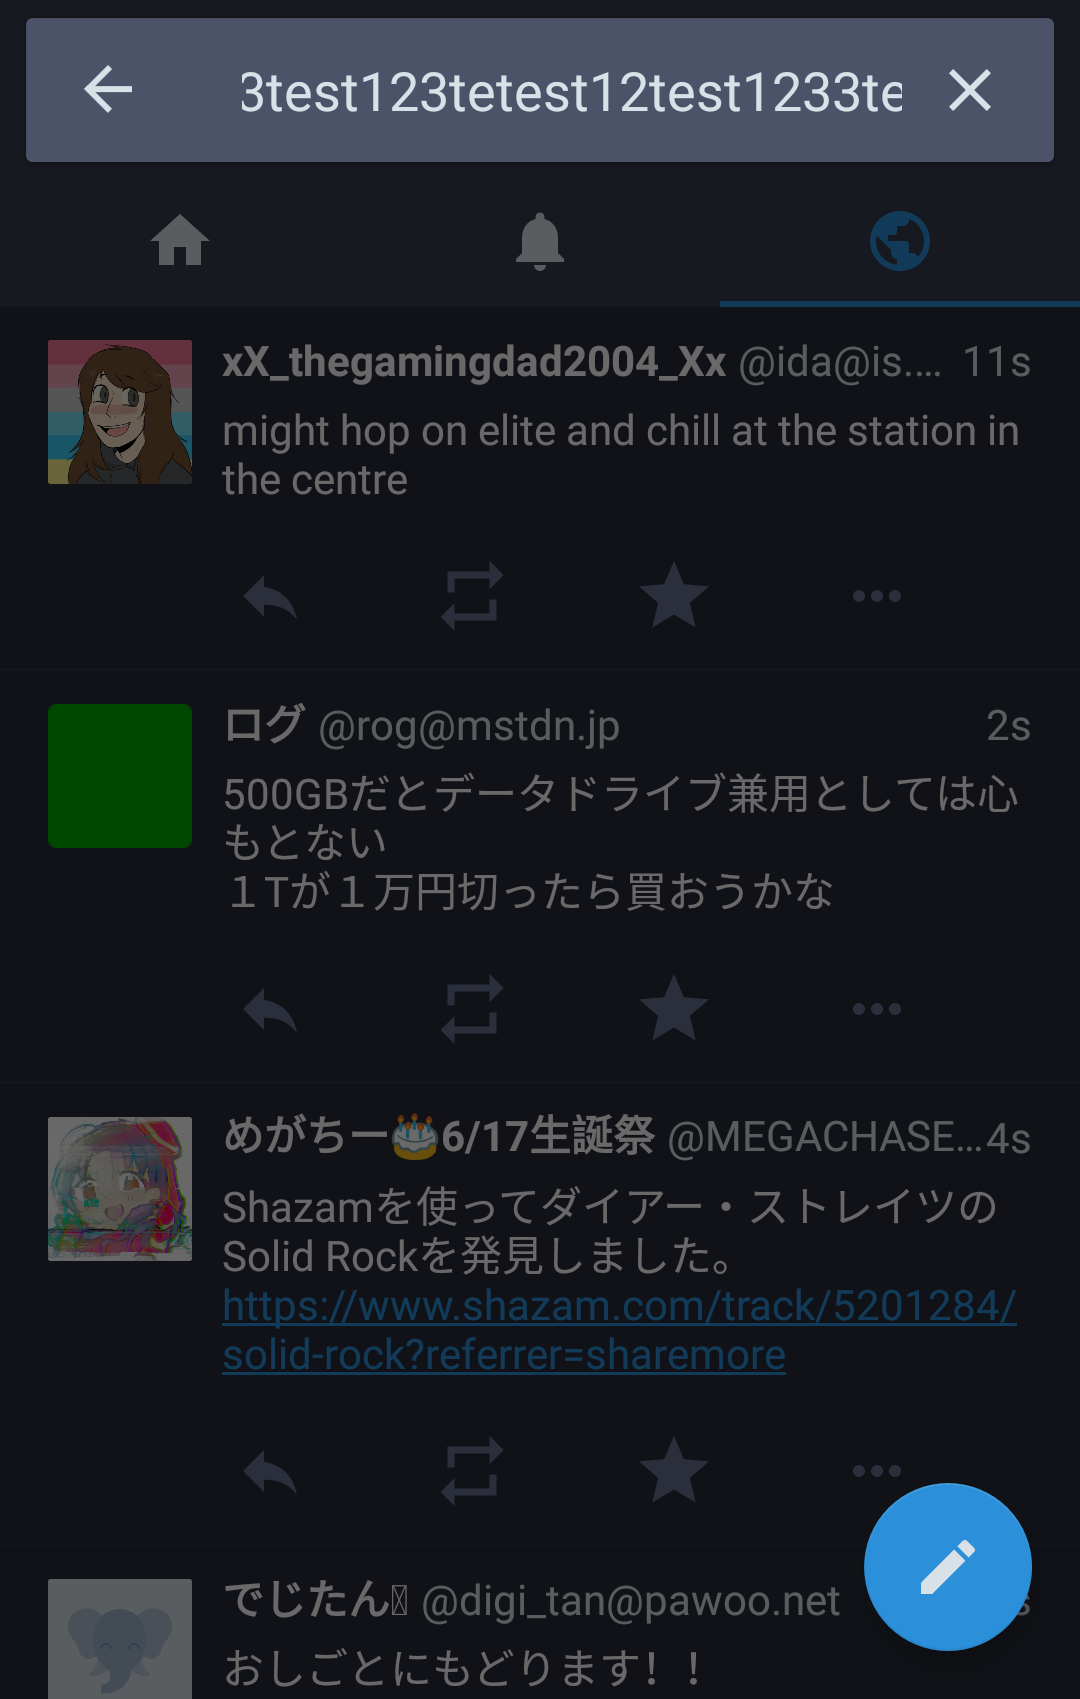 3test123tetest12test1233te
xX_thegamingdad2004_Xx @ida@is.... 11s
might hop on elite and chill at the station in
the centre
ログ @rog@mstdn.jp 2s
500GBだとデータドライブ兼用としては心
もとない
１Tが１万円切ったら買おうかな
めがちー🎂6/17生誕祭 @MEGACHASE... 4s
Shazamを使ってダイアー・ストレイツの
Solid Rockを発見しました。
https://www.shazam.com/track/5201284/
solid-rock?referrer=sharemore
でじたん @digi_tan@pawoo.net s
おしごとにもどります！！